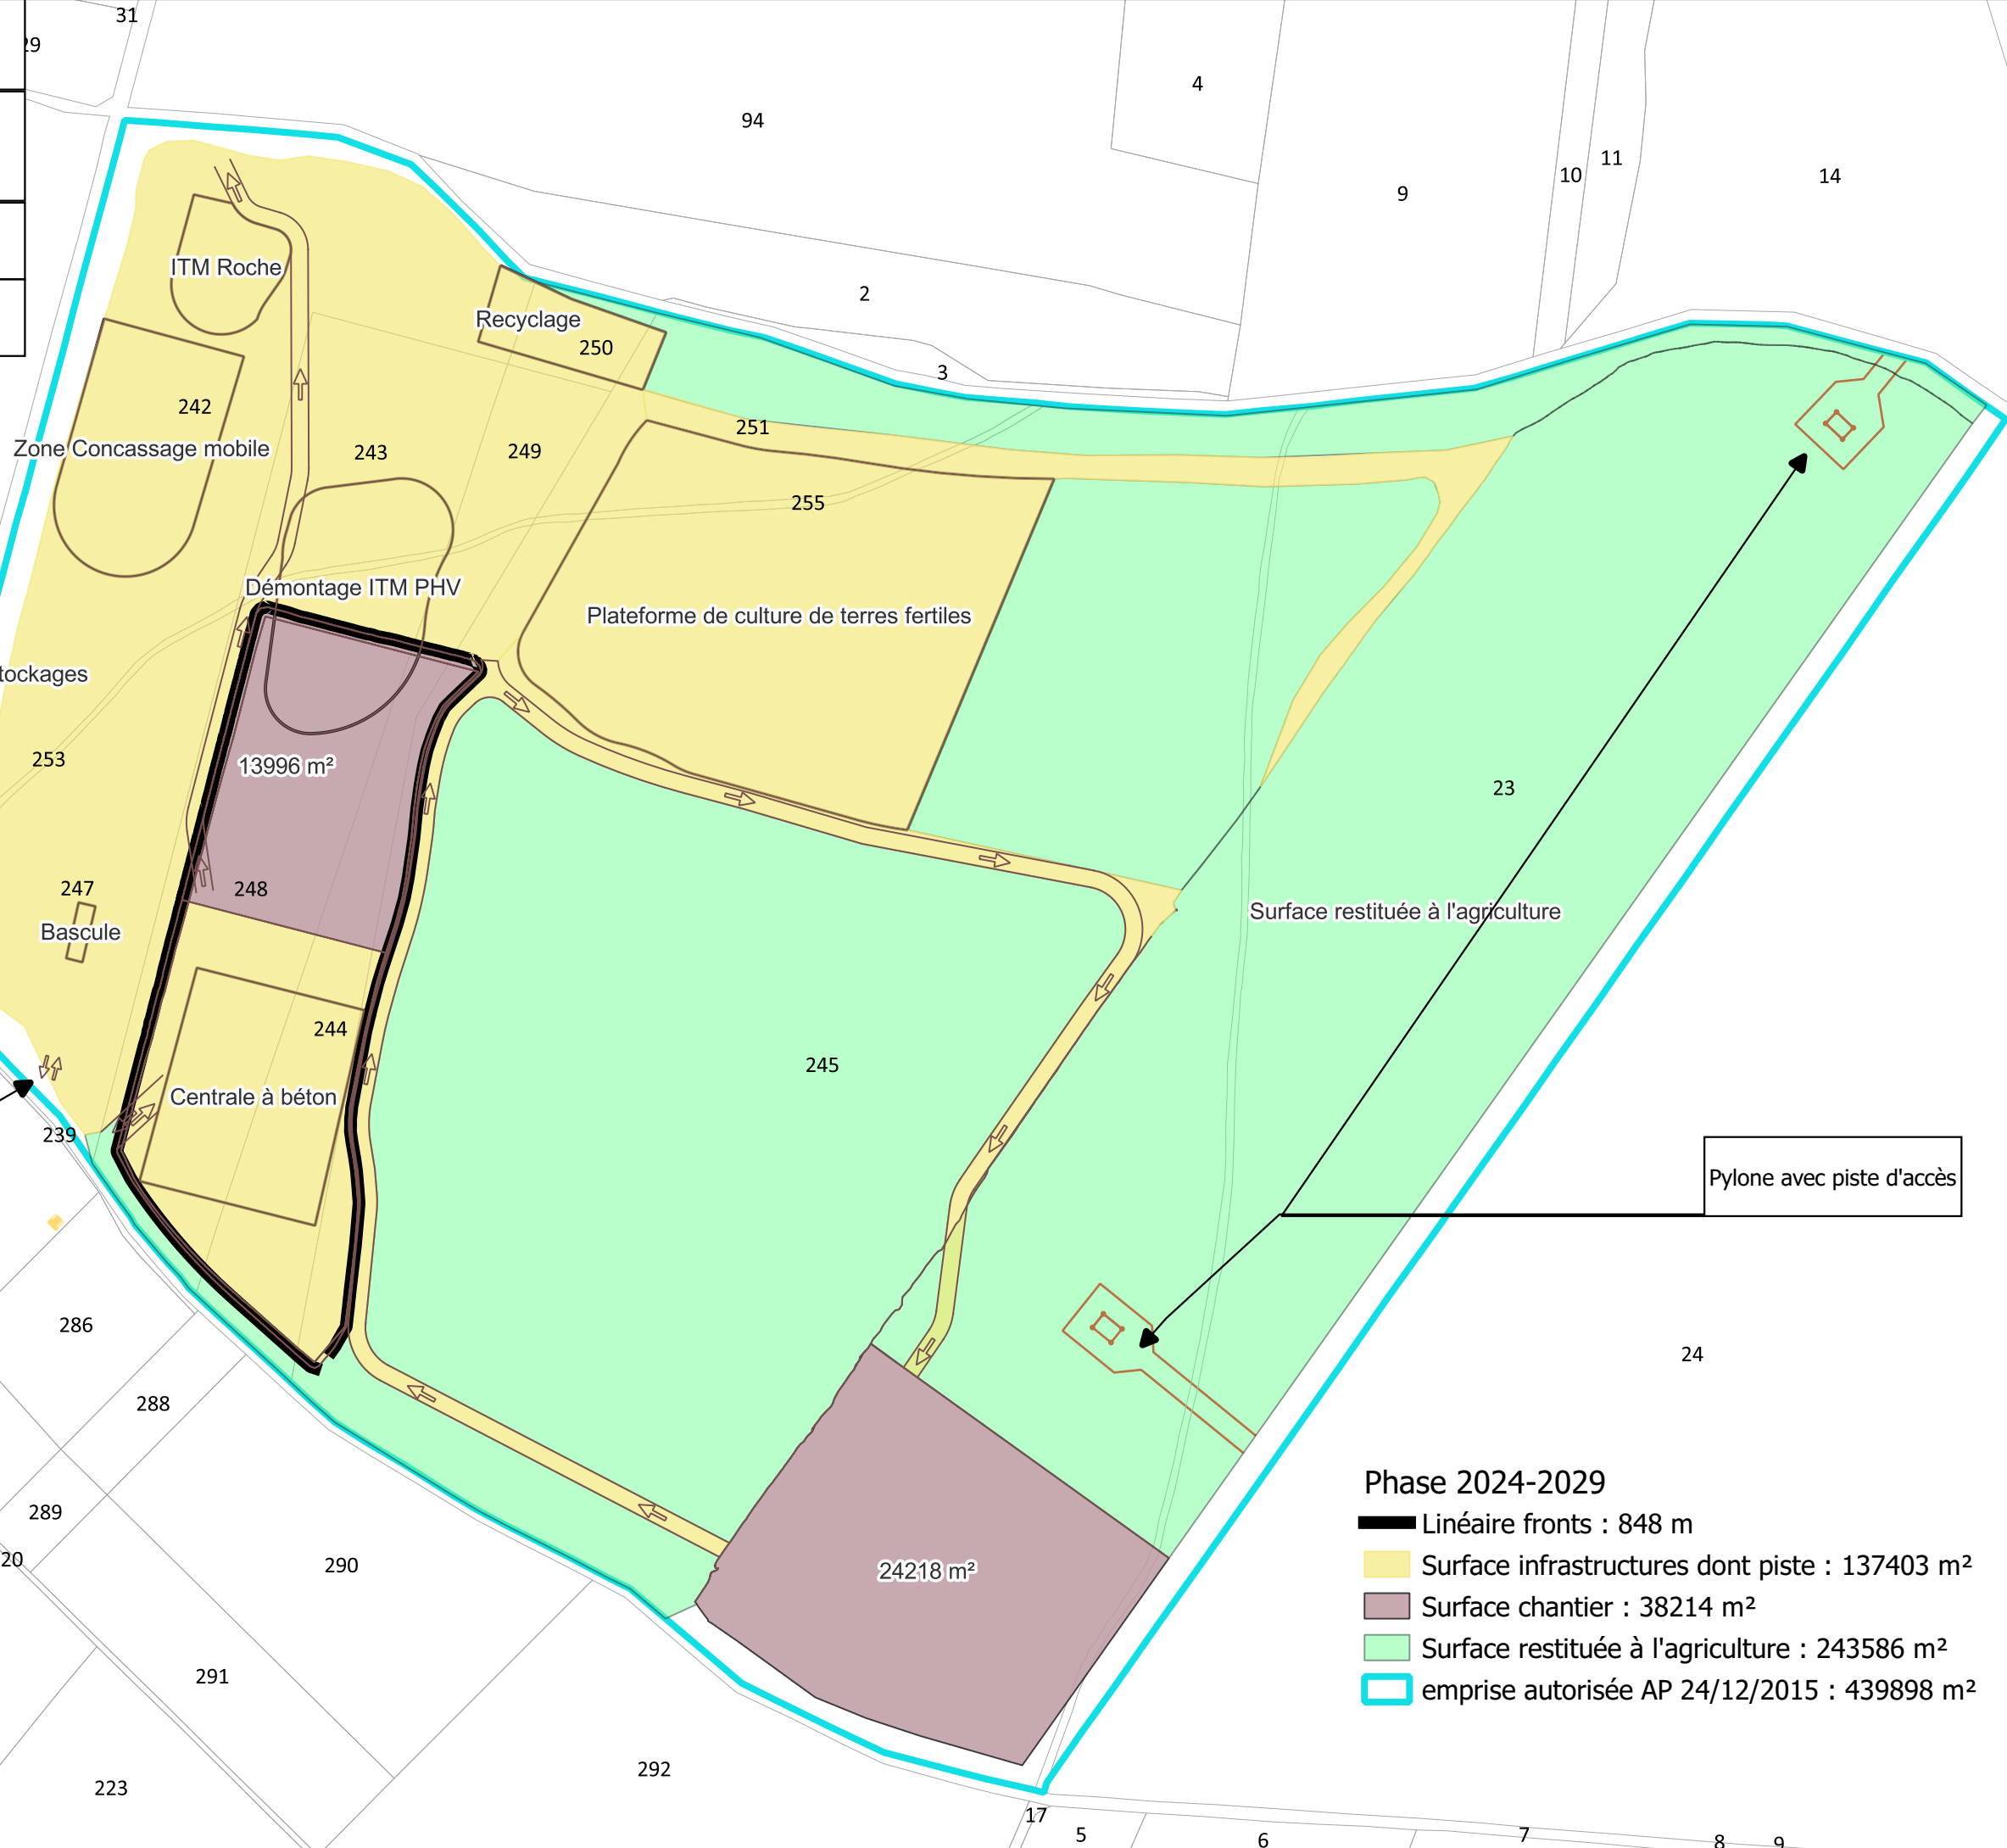 31
29
4
94
11
10
14
9
ITM Roche
2
Recyclage
250
3
242
251
Zone Concassage mobile
243
249
255
Démontage ITM PHV
Plateforme de culture de terres fertiles
tockages
253
13996 m²
23
247
248
Surface restituée à l'agriculture
Bascule
244
245
Centrale à béton
239
Pylone avec piste d'accès
286
24
288
Phase 2024-2029
289
Linéaire fronts : 848 m
20
290
Surface infrastructures dont piste : 137403 m²
24218 m²
Surface chantier : 38214 m²
Surface restituée à l'agriculture : 243586 m²
291
emprise autorisée AP 24/12/2015 : 439898 m²
292
223
17
5
6
7
8
9